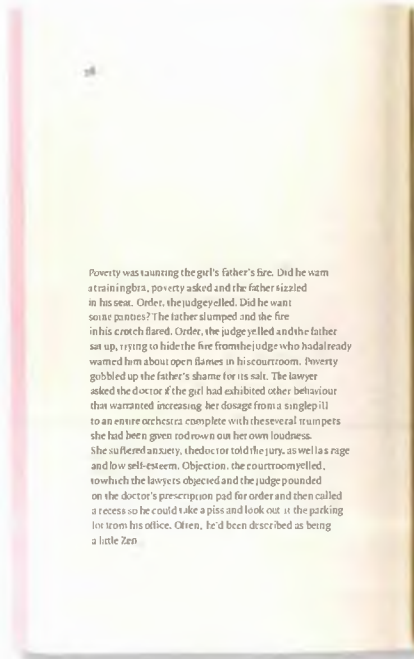 Poverty was taunting the girl's father's fire. Did he want
a training bra, poverty asked and the father sizzled
in his seat. Order, the judge yelled. Did he want
some panties? The father slumped and the fire
in his crotch flared. Order, the judge yelled and the father
sat up, trying to hide the fire from the judge who had already
warned him about open flames in his courtroom. Poverty
gobbled up the father's shame for its salt. The lawyer
asked the doctor if the girl had exhibited other behaviour
that warranted increasing her dosage from a single pill
to an entire orchestra complete with the several trumpets
she had been given to drown out her own loudness.
She suffered anxiety, the doctor told the jury, as well as rage
and low self-esteem. Objection, the courtroom yelled,
to which the lawyers objected and the judge pounded
on the doctor's prescription pad for order and then called
a recess so he could take a piss and look out at the parking
lot from his office. Often, he'd been described as being
a little Zen